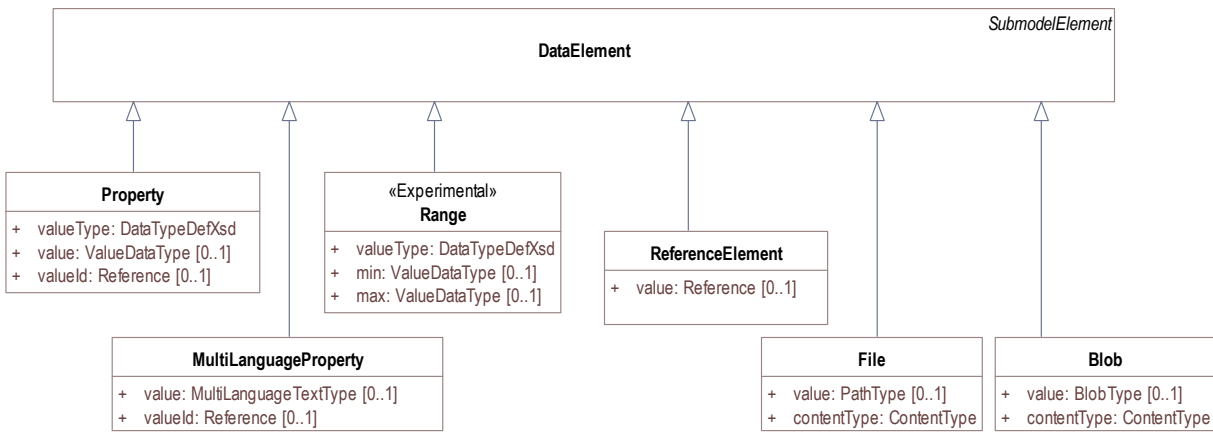 SubmodelElement
DataElement
Property
+ valueType: DataTypeDefXsd
+ value: ValueDataType [0..1]
+ valueId: Reference [0..1]
«Experimental»
Range
+ valueType: DataTypeDefXsd
+ min: ValueDataType [0..1]
+ max: ValueDataType [0..1]
ReferenceElement
+ value: Reference [0..1]
MultiLanguageProperty
+ value: MultiLanguageTextType [0..1]
+ valueId: Reference [0..1]
File
+ value: PathType [0..1]
+ contentType: ContentType
Blob
+ value: BlobType [0..1]
+ contentType: ContentType